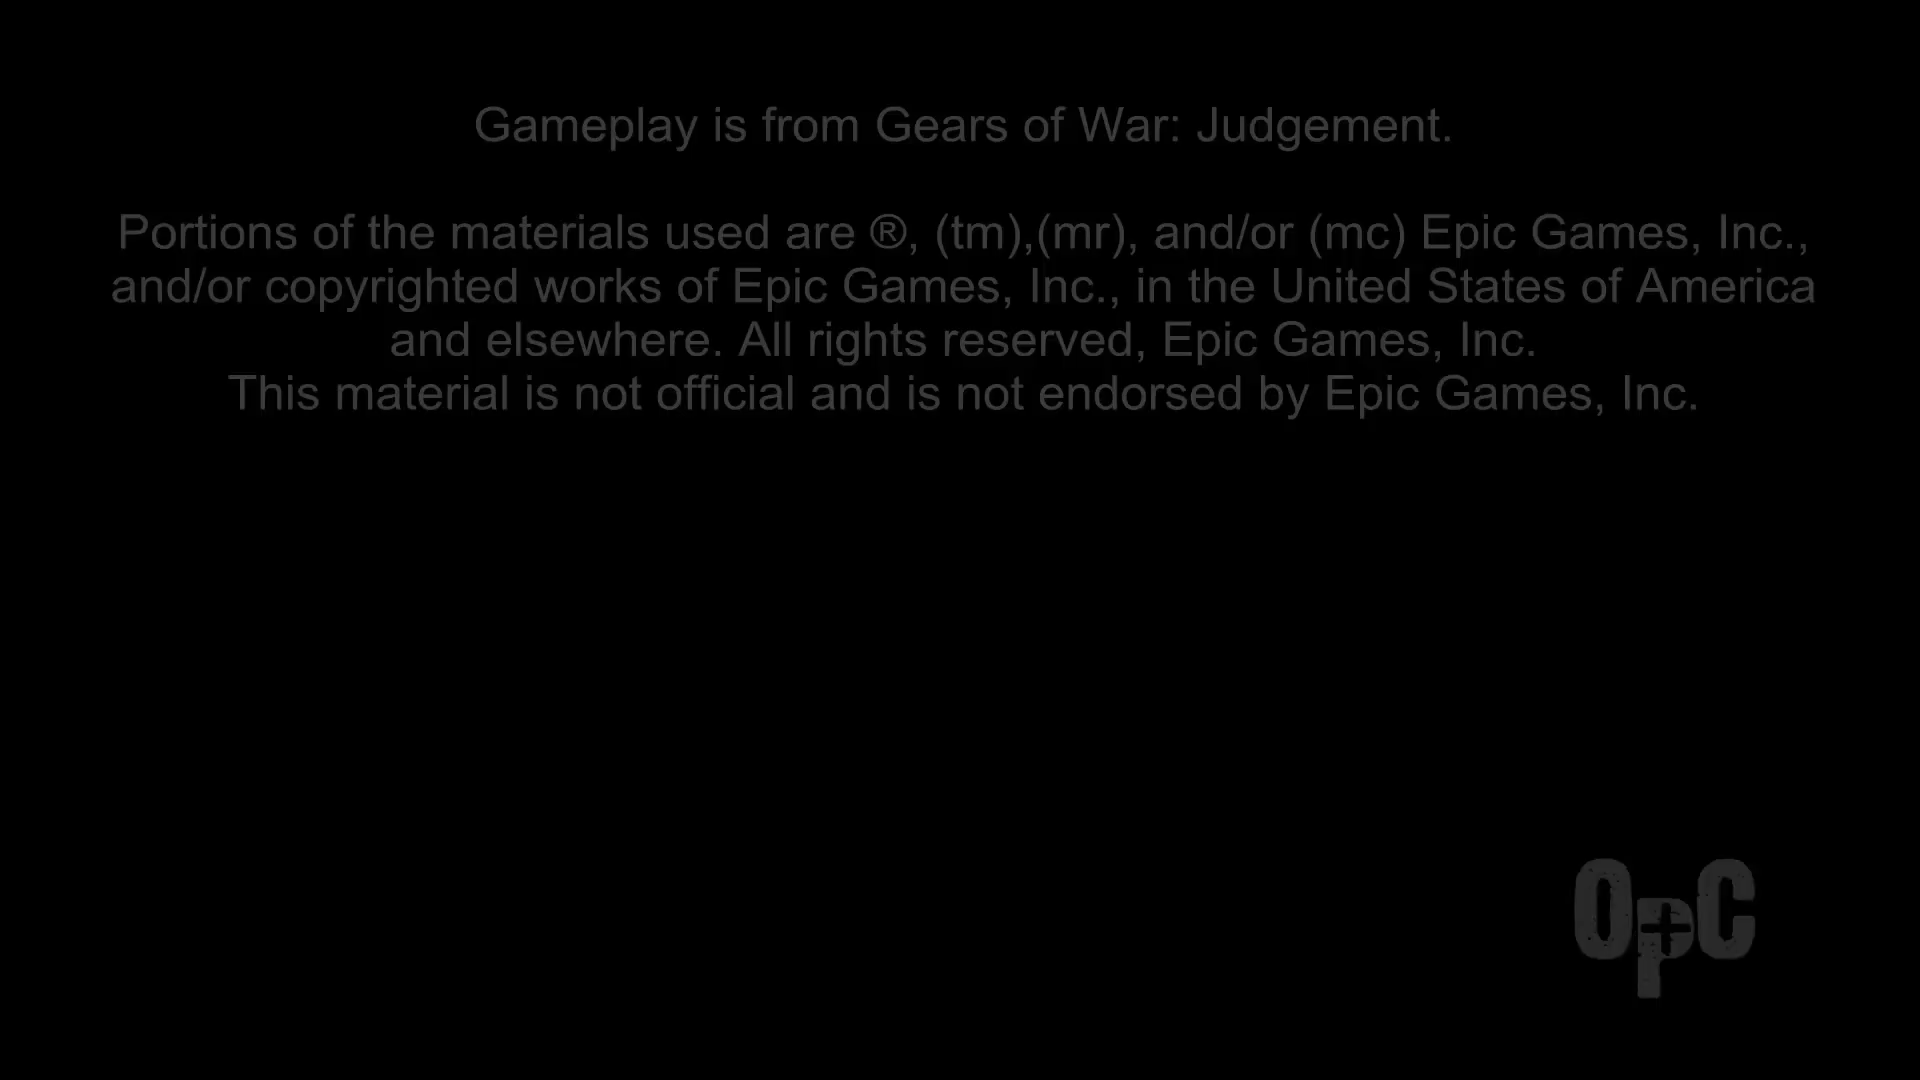 Gameplay is from Gears of War: Judgement.
Portions of the materials used are ®, (tm),(mr), and/or (mc) Epic Games, Inc.,
and/or copyrighted works of Epic Games, Inc., in the United States of America
and elsewhere. All rights reserved, Epic Games, Inc.
This material is not official and is not endorsed by Epic Games, Inc.
OpC